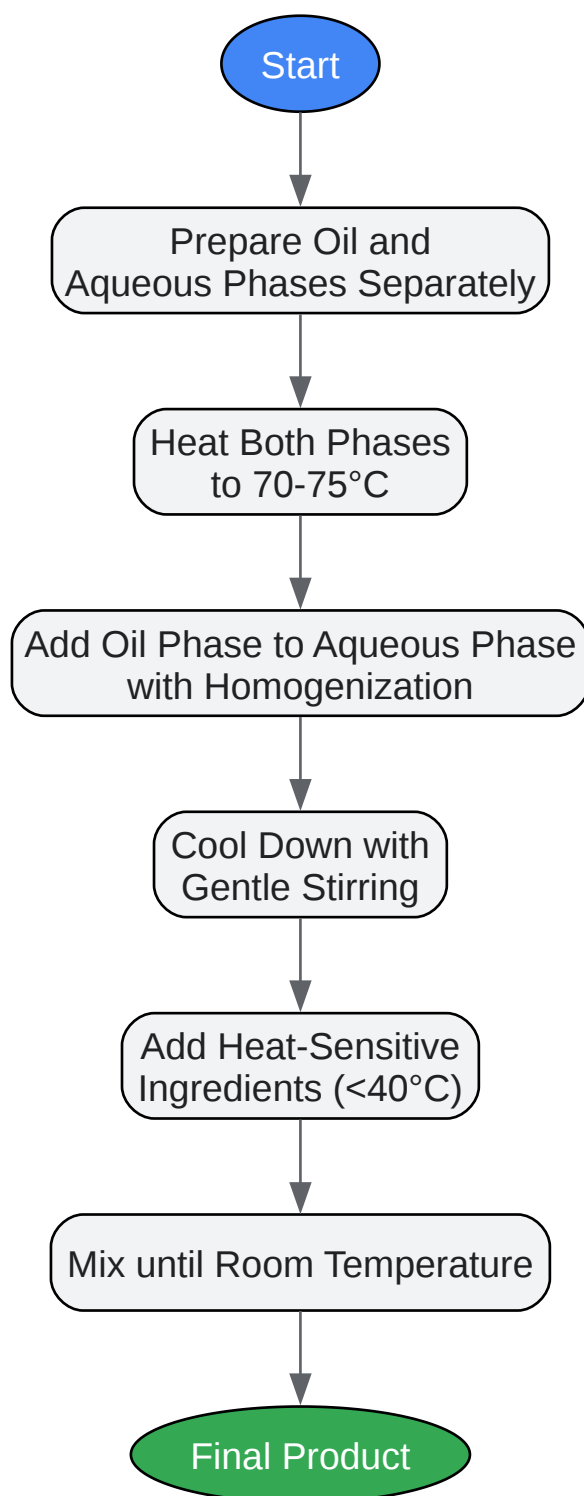 Start
Prepare Oil and
Aqueous Phases Separately
Heat Both Phases
to 70-75°C
Add Oil Phase to Aqueous Phase
with Homogenization
Cool Down with
Gentle Stirring
Add Heat-Sensitive
Ingredients (<40°C)
Mix until Room Temperature
Final Product